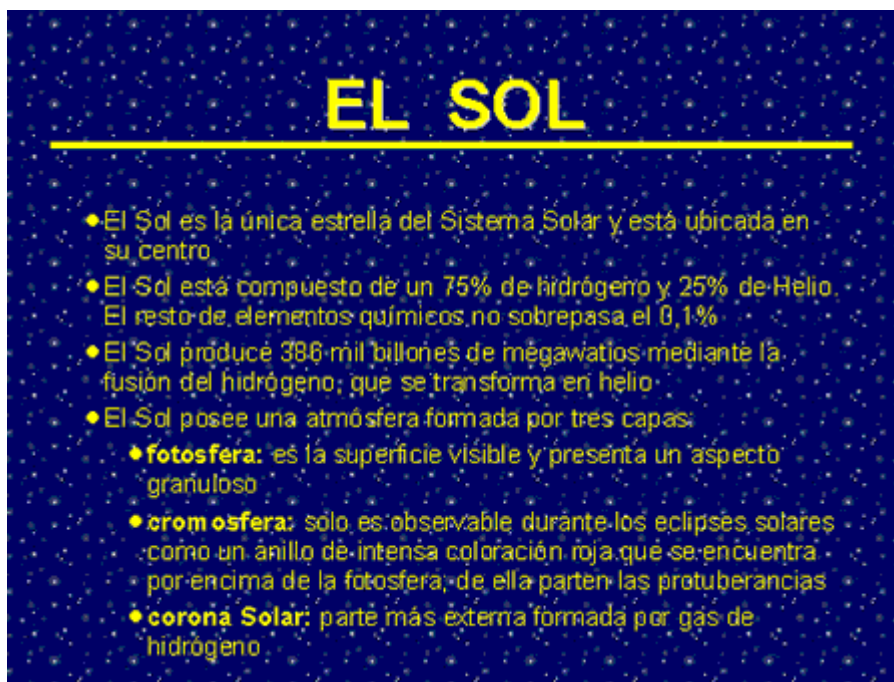 EL SOL
El Sol es la única estrella del Sistema Solar y está ubicada en
su centro
El Sol está compuesto de un 75% de hidrógeno y 25% de Helio.
El resto de elementos químicos no sobrepasa el 0,1%
El Sol produce 386 mil billones de megawatios mediante la
fusión del hidrógeno, que se transforma en helio
El Sol posee una atmósfera formada por tres capas:
fotosfera: es la superficie visible y presenta un aspecto
granuloso
cromosfera: solo es observable durante los eclipses solares
como un anillo de intensa coloración roja que se encuentra
por encima de la fotosfera, de ella parten las protuberancias
corona Solar: parte más externa formada por gas de
hidrógeno